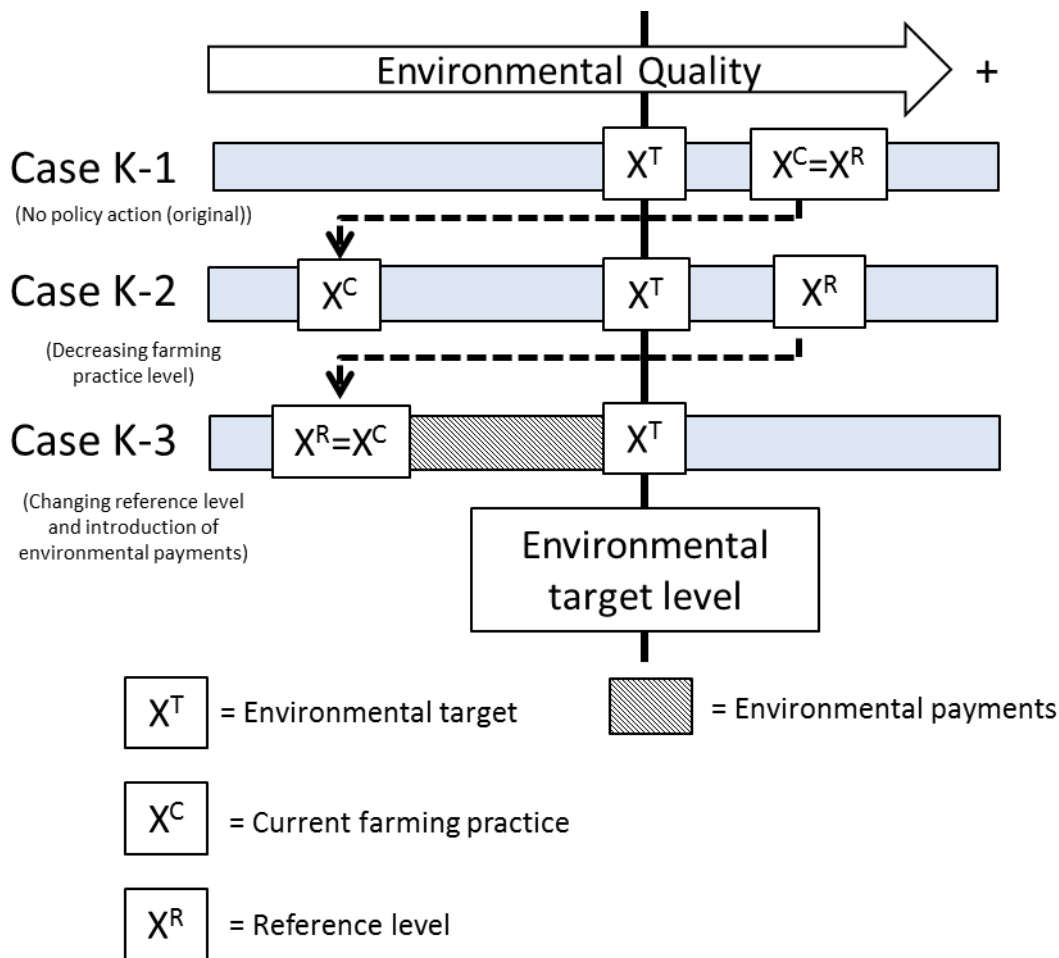 Environmental Quality +
Case K-1
X^T
X^C=X^R
(No policy action (original))
Case K-2
X^C
X^T
X^R
(Decreasing farming
practice level)
Case K-3
X^R=X^C
X^T
(Changing reference level
and introduction of
environmental payments)
Environmental
target level
X^T = Environmental target
= Environmental payments
X^C = Current farming practice
X^R = Reference level